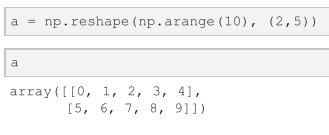 a = np.reshape(np.arange(10), (2,5))
a
array([[0, 1, 2, 3, 4],
       [5, 6, 7, 8, 9]])